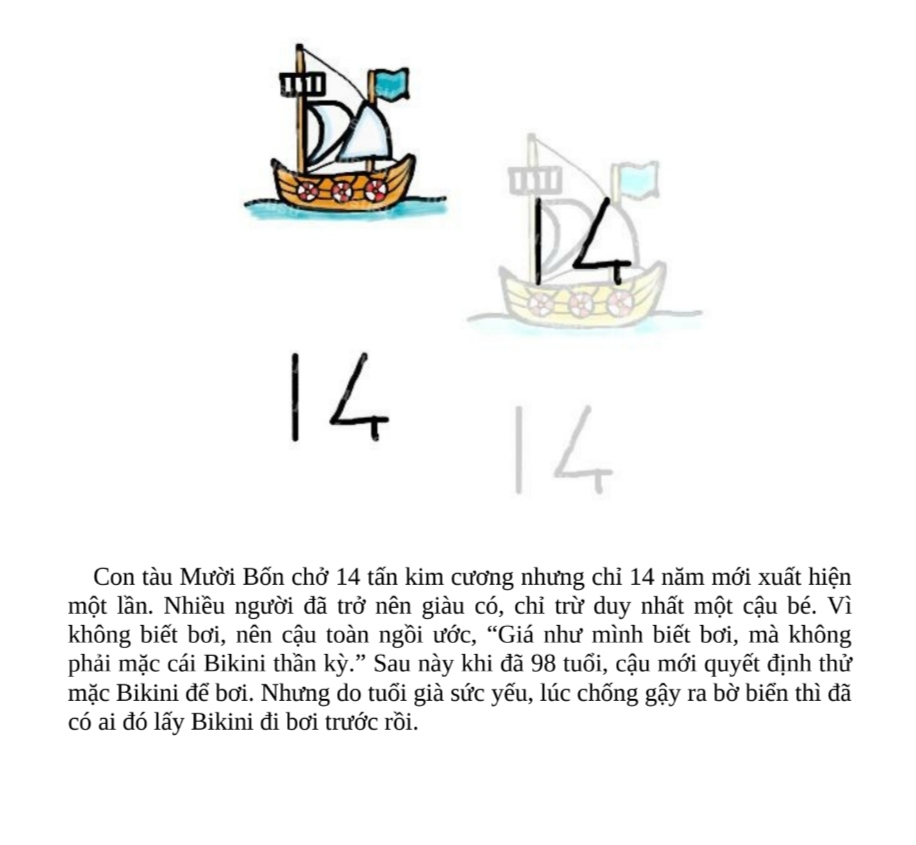 14
14
14
Con tàu Mười Bốn chở 14 tấn kim cương nhưng chỉ 14 năm mới xuất hiện
một lần. Nhiều người đã trở nên giàu có, chỉ trừ duy nhất một cậu bé. Vì
không biết bơi, nên cậu toàn ngồi ước, “Giá như mình biết bơi, mà không
phải mặc cái Bikini thần kỳ.” Sau này khi đã 98 tuổi, cậu mới quyết định thử
mặc Bikini để bơi. Nhưng do tuổi già sức yếu, lúc chống gậy ra bờ biển thì đã
có ai đó lấy Bikini đi bơi trước rồi.